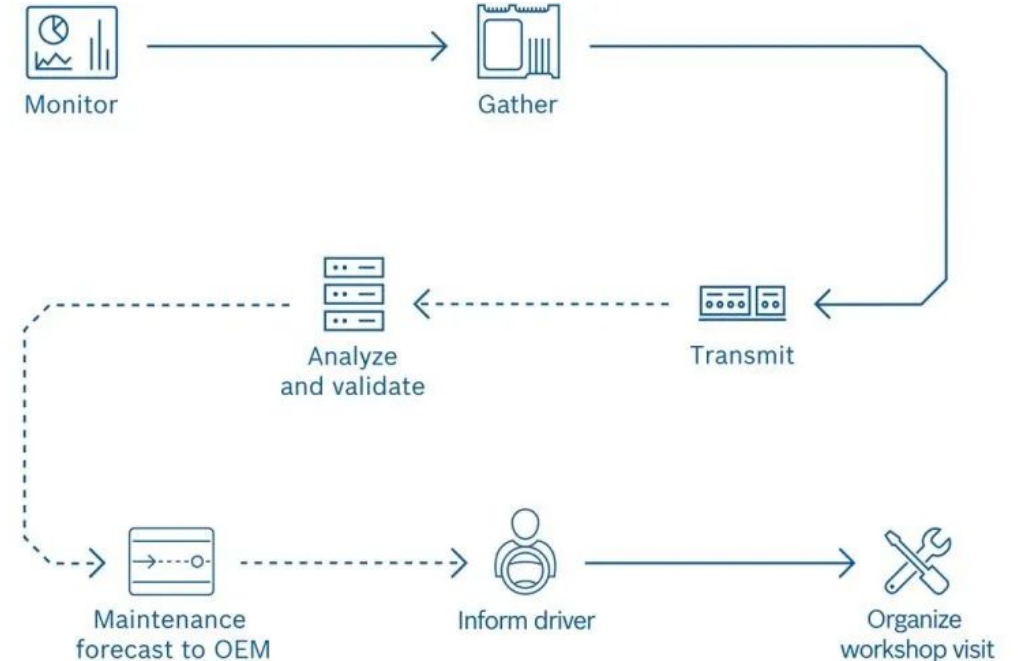 Monitor
Gather
Transmit
Analyze
and validate
Maintenance
forecast to OEM
Inform driver
Organize
workshop visit